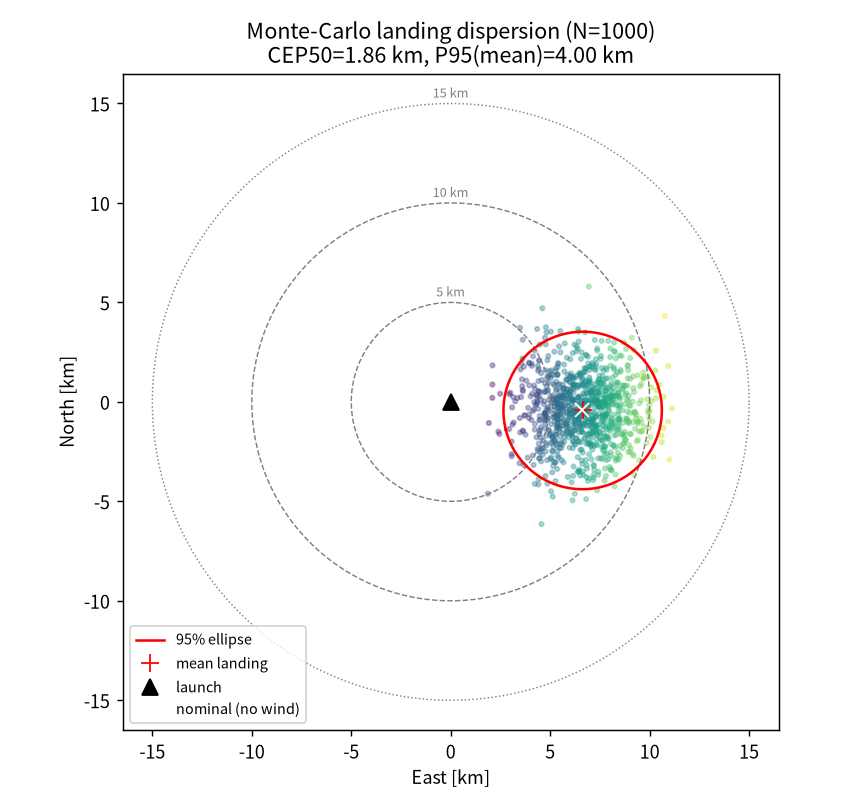 Monte-Carlo landing dispersion (N=1000)
CEP50=1.86 km, P95(mean)=4.00 km
15 km
10 km
5 km
15
10
5
0
-5
-10
-15
North [km]
95% ellipse
mean landing
launch
nominal (no wind)
-15
-10
-5
0
5
10
15
East [km]